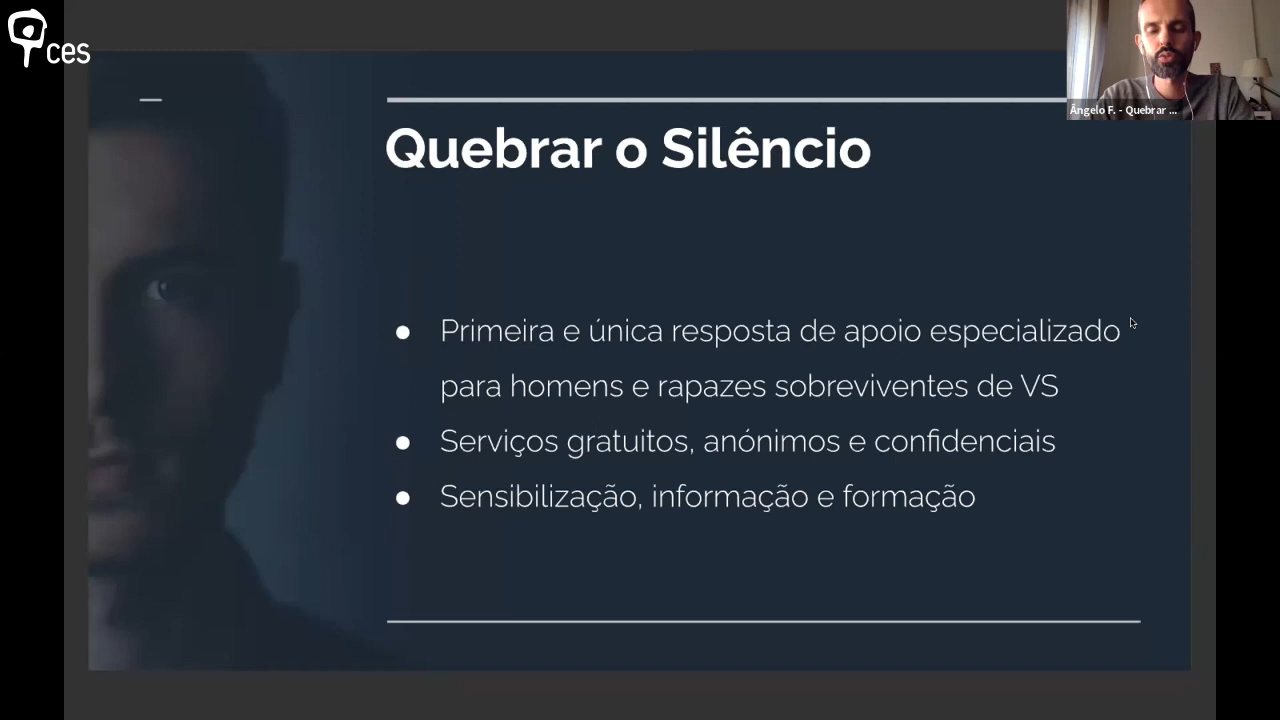 ces
Ângelo F. - Quebrar ...
Quebrar o Silêncio
● Primeira e única resposta de apoio especializado
para homens e rapazes sobreviventes de VS
● Serviços gratuitos, anónimos e confidenciais
● Sensibilização, informação e formação